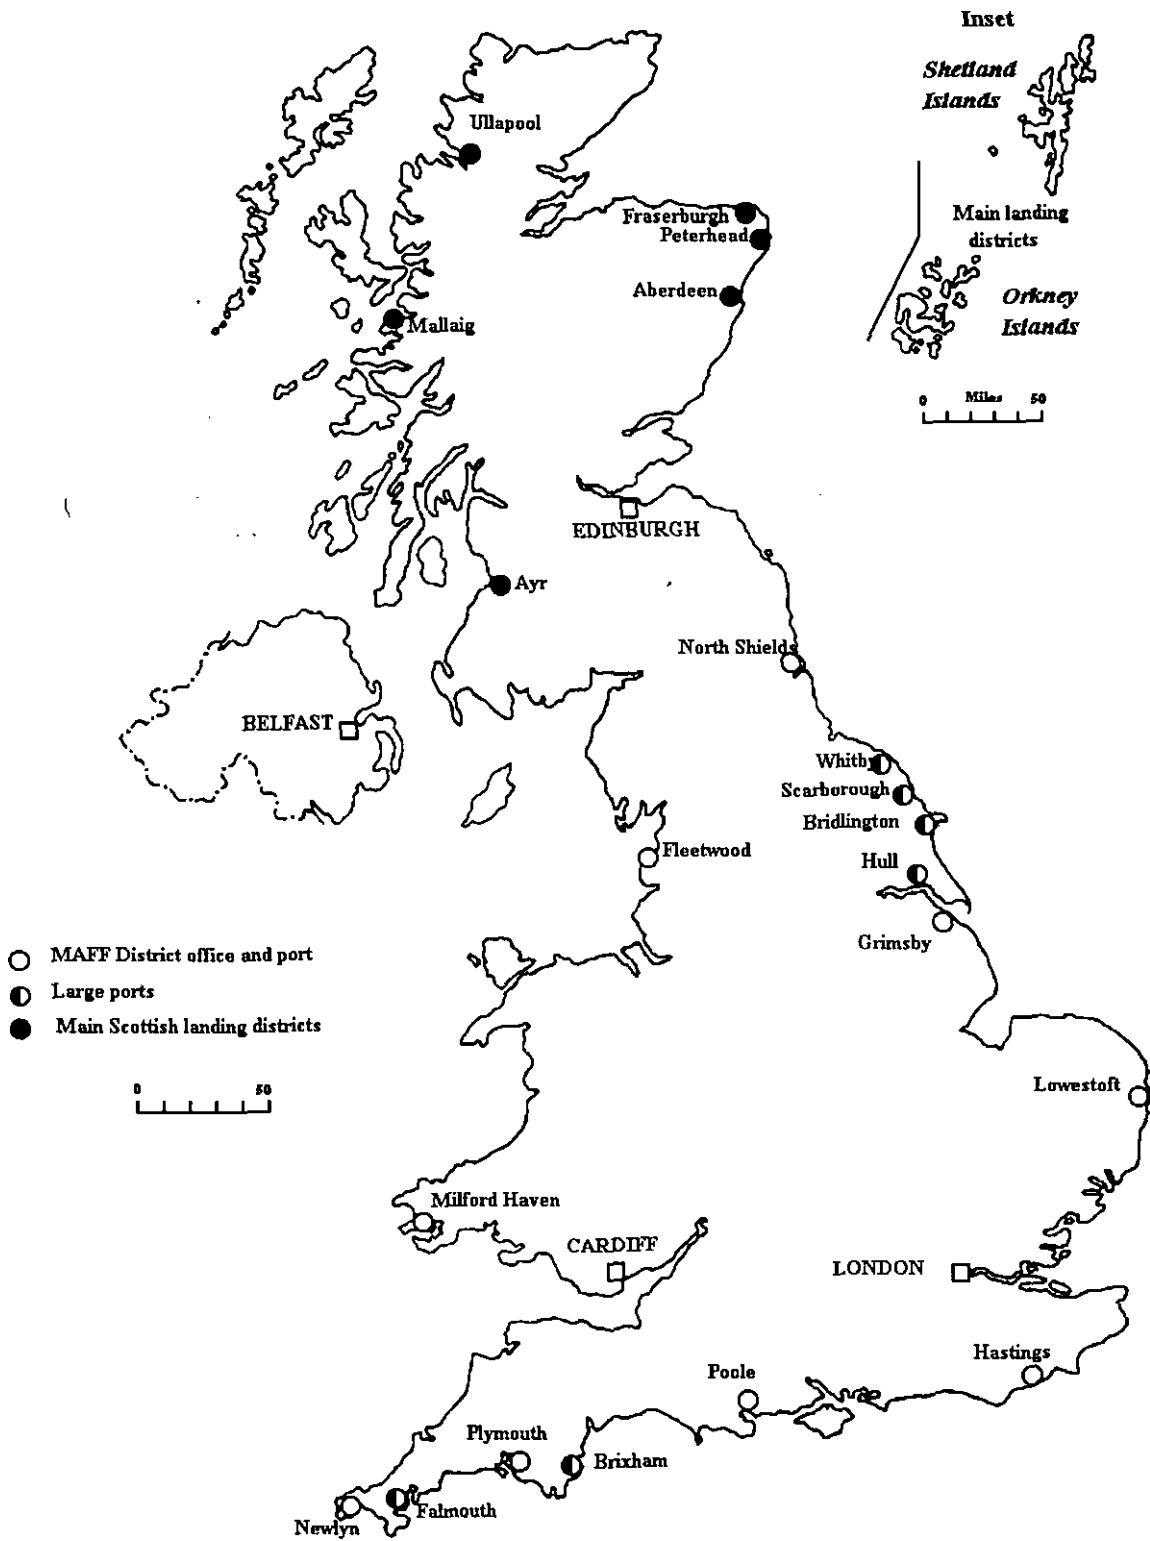 Inset
Shetland
Islands
Ullapool
Main landing
districts
Fraserburgh
Peterhead
Aberdeen
Orkney
Islands
Mallaig
0 Miles 50
EDINBURGH
Ayr
North Shields
BELFAST
Whitby
Scarborough
Bridlington
Fleetwood
Hull
Grimsby
MAFF District office and port
Large ports
Main Scottish landing districts
0 50
Lowestoft
Milford Haven
CARDIFF
LONDON
Hastings
Poole
Plymouth
Brixham
Falmouth
Newlyn